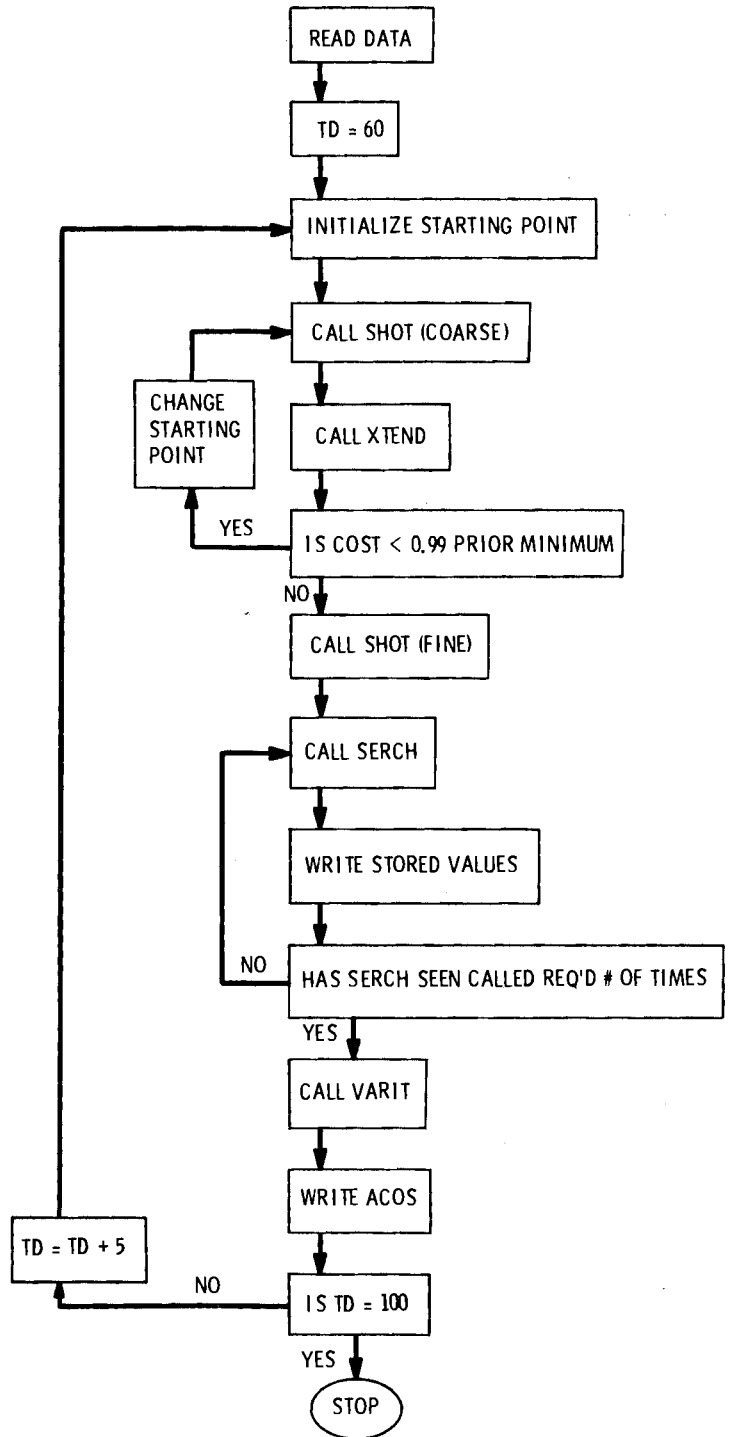 READ DATA
TD = 60
INITIALIZE STARTING POINT
CALL SHOT (COARSE)
CHANGE
STARTING
POINT
CALL XTEND
YES
IS COST < 0.99 PRIOR MINIMUM
NO
CALL SHOT (FINE)
CALL SERCH
WRITE STORED VALUES
NO
HAS SERCH SEEN CALLED REQ'D # OF TIMES
YES
CALL VARIT
WRITE ACOS
TD = TD + 5
NO
IS TD = 100
YES
STOP